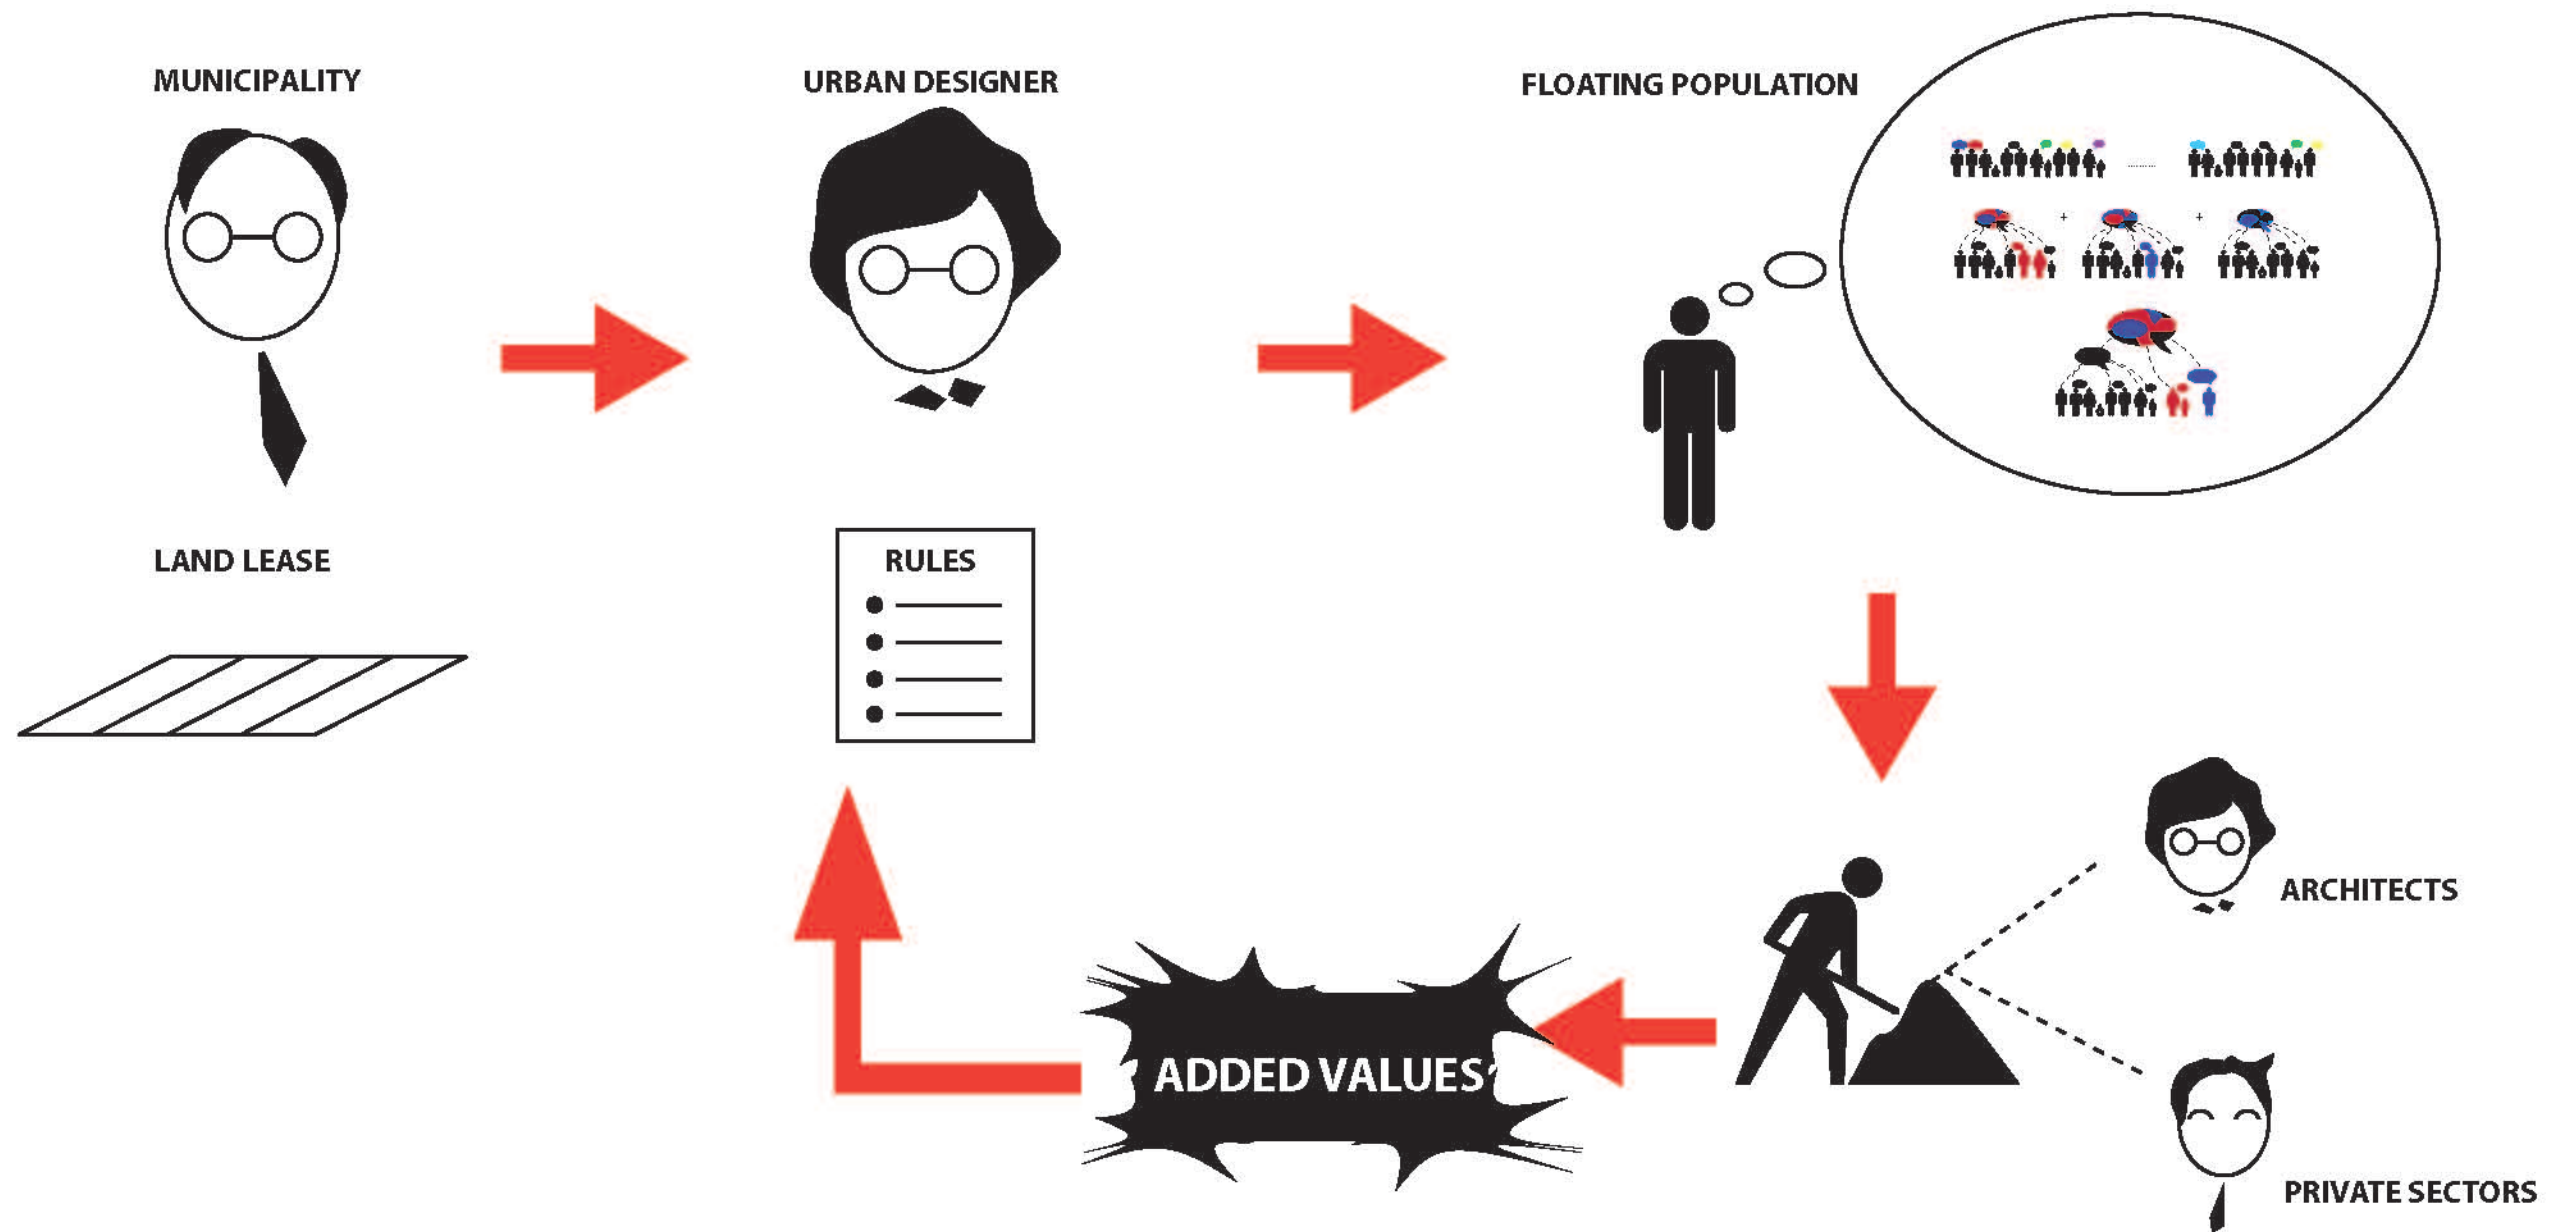 MUNICIPALITY
URBAN DESIGNER
FLOATING POPULATION
LAND LEASE
RULES
ARCHITECTS
ADDED VALUES
PRIVATE SECTORS